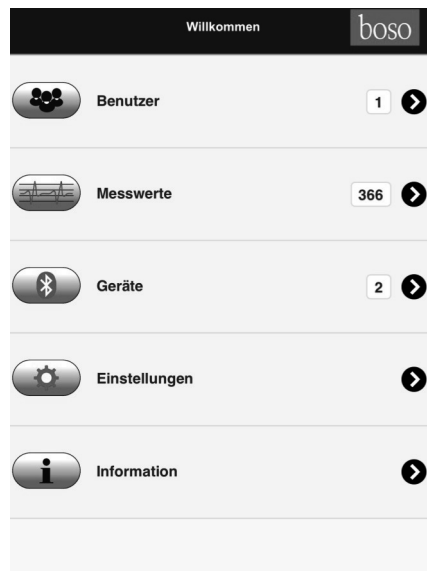 Willkommen
boso
Benutzer 1
Messwerte 366
Geräte 2
Einstellungen
Information